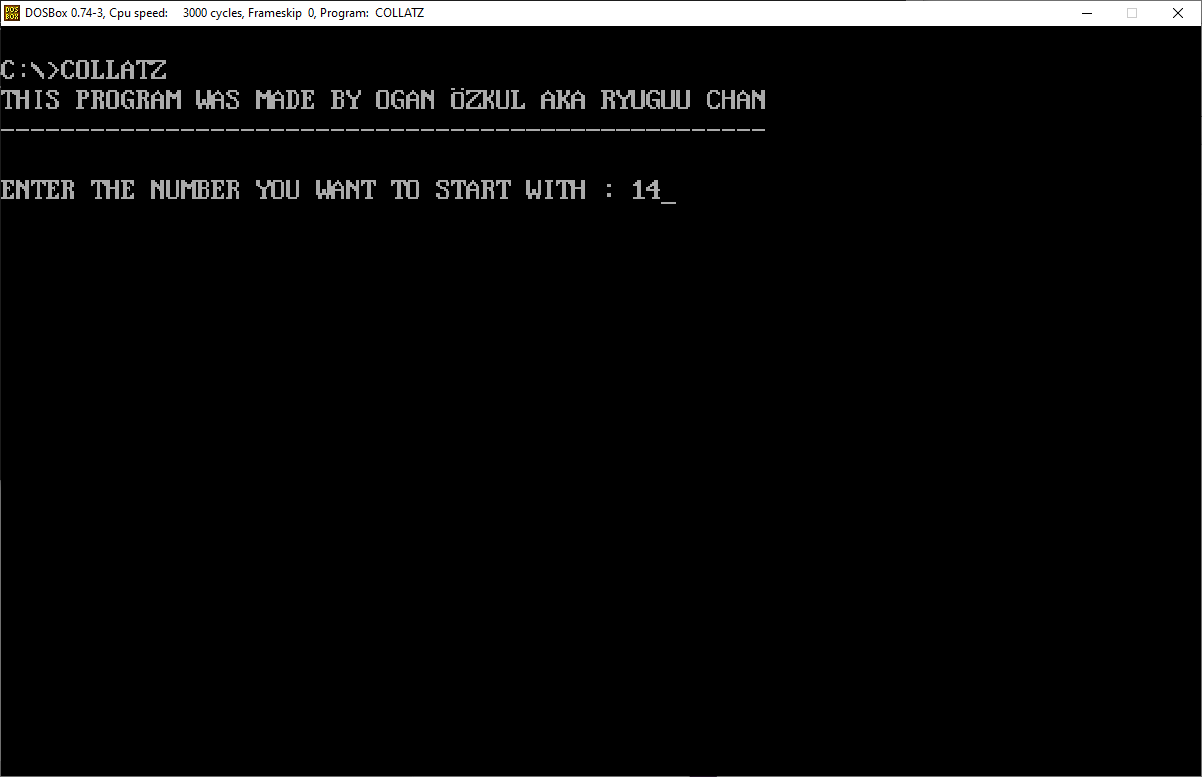 DOSBox 0.74-3, Cpu speed: 3000 cycles, Frameskip 0, Program: COLLATZ
C:\>COLLATZ
THIS PROGRAM WAS MADE BY OGAN ÖZKUL AKA RYUGUU CHAN
---------------------------------------------------
ENTER THE NUMBER YOU WANT TO START WITH : 14_